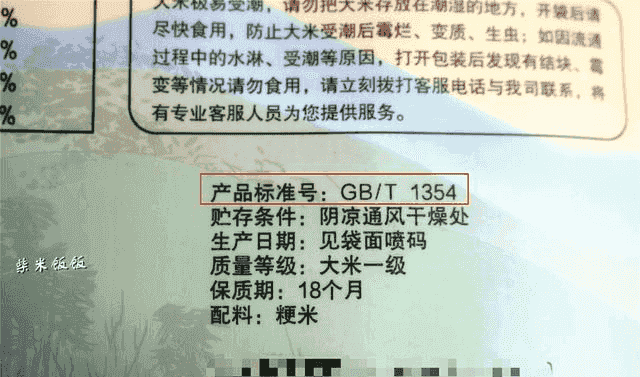 大米极易受潮，请勿把大米存放在潮湿的地方，开袋后请
尽快食用，防止大米受潮后霉烂、变质、生虫；如因流通
过程中的水淋、受潮等原因，打开包装后发现有结块、霉
变等情况请勿食用，请立刻拨打客服电话与我司联系，将
有专业客服人员为您提供服务。
%
%
%
%
产品标准号：GB/T 1354
贮存条件：阴凉通风干燥处
生产日期：见袋面喷码
质量等级：大米一级
保质期：18个月
配料：粳米
柴米饭饭